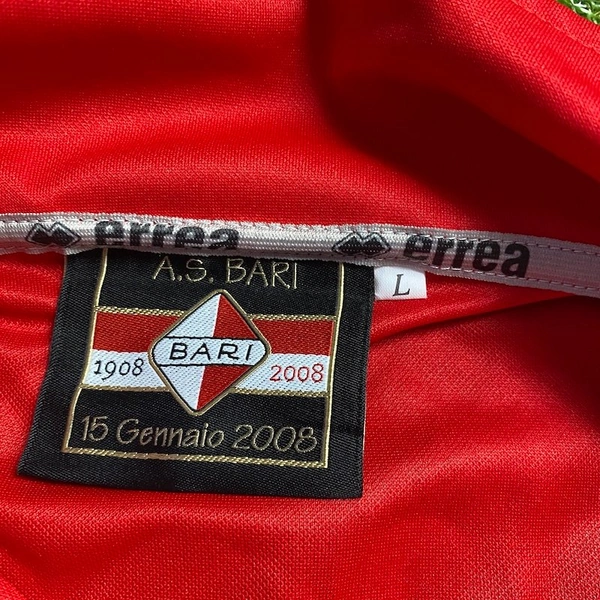 errea errea
A.S. BARI
L
BARI
1908 2008
15 Gennaio 2008